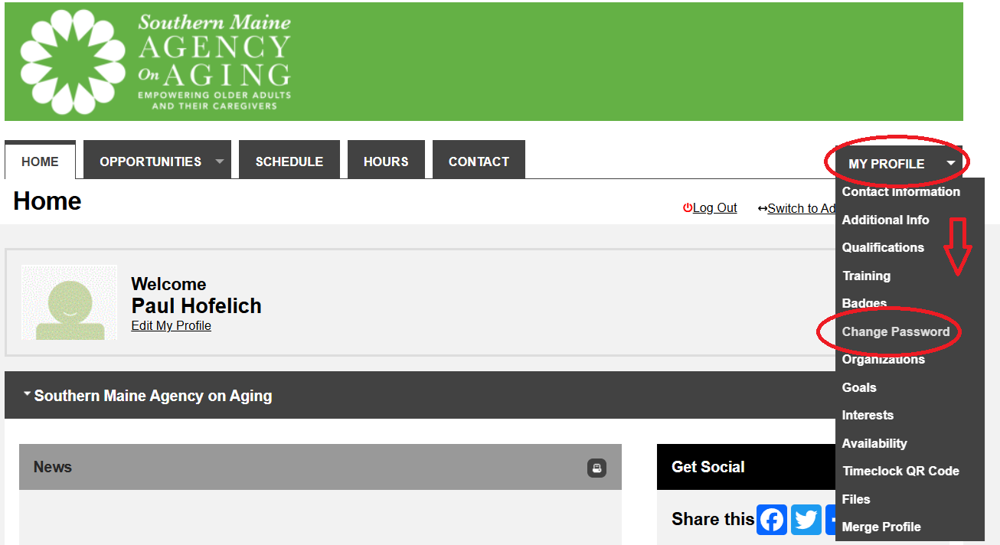 Southern Maine
AGENCY
On AGING
EMPOWERING OLDER ADULTS
AND THEIR CAREGIVERS
HOME
OPPORTUNITIES
SCHEDULE
HOURS
CONTACT
MY PROFILE
Home
Log Out
Switch to Ad
Contact Information
Additional Info
Qualifications
Training
Badges
Change Password
Organizations
Goals
Interests
Availability
Timeclock QR Code
Files
Merge Profile
Welcome
Paul Hofelich
Edit My Profile
Southern Maine Agency on Aging
News
Get Social
Share this